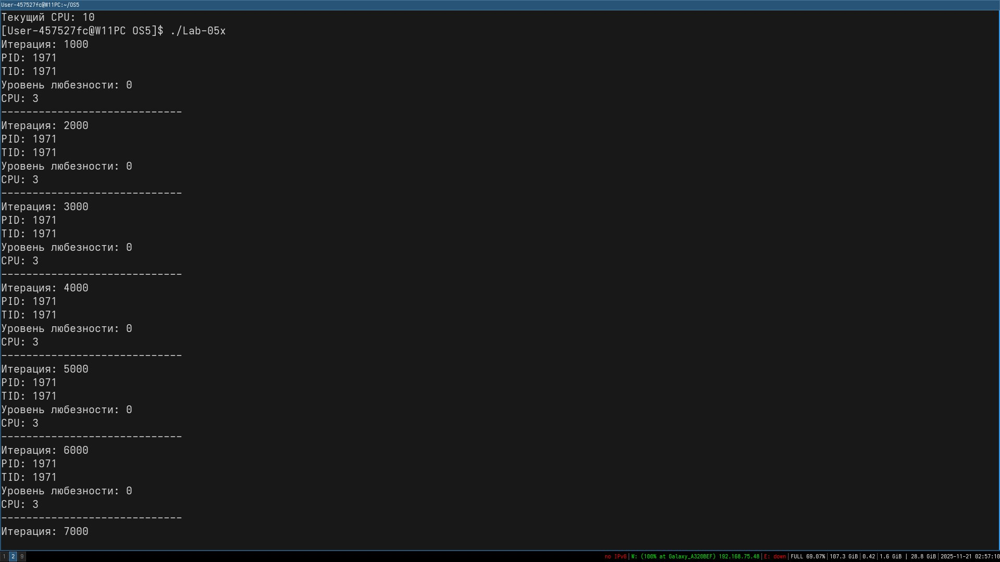 User-457527fc@W11PC:~/OS5
Текущий CPU: 10
[User-457527fc@W11PC OS5]$ ./Lab-05x
Итерация: 1000
PID: 1971
TID: 1971
Уровень любезности: 0
CPU: 3
-----------------------------
Итерация: 2000
PID: 1971
TID: 1971
Уровень любезности: 0
CPU: 3
-----------------------------
Итерация: 3000
PID: 1971
TID: 1971
Уровень любезности: 0
CPU: 3
-----------------------------
Итерация: 4000
PID: 1971
TID: 1971
Уровень любезности: 0
CPU: 3
-----------------------------
Итерация: 5000
PID: 1971
TID: 1971
Уровень любезности: 0
CPU: 3
-----------------------------
Итерация: 6000
PID: 1971
TID: 1971
Уровень любезности: 0
CPU: 3
-----------------------------
Итерация: 7000
1 2 9 no IPv6|W: (100% at Galaxy_A320BEF) 192.168.75.48|E: down|FULL 69.07%|107.3 GiB|0.42|1.6 GiB | 28.8 GiB|2025-11-21 02:57:10